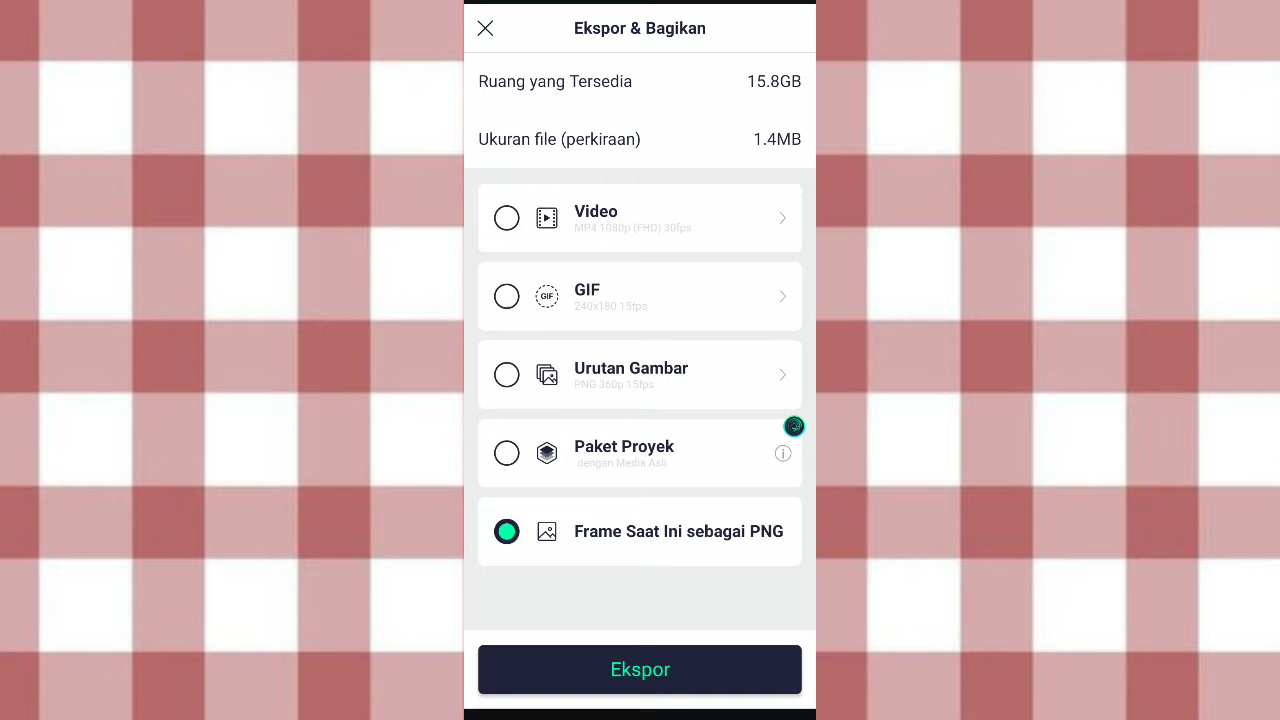 Ekspor & Bagikan
Ruang yang Tersedia 15.8GB
Ukuran file (perkiraan) 1.4MB
Video
MP4 1080p (FHD) 30fps
GIF
GIF
240x180 15fps
Urutan Gambar
PNG 360p 15fps
Paket Proyek
dengan Media Asli
Frame Saat Ini sebagai PNG
Ekspor